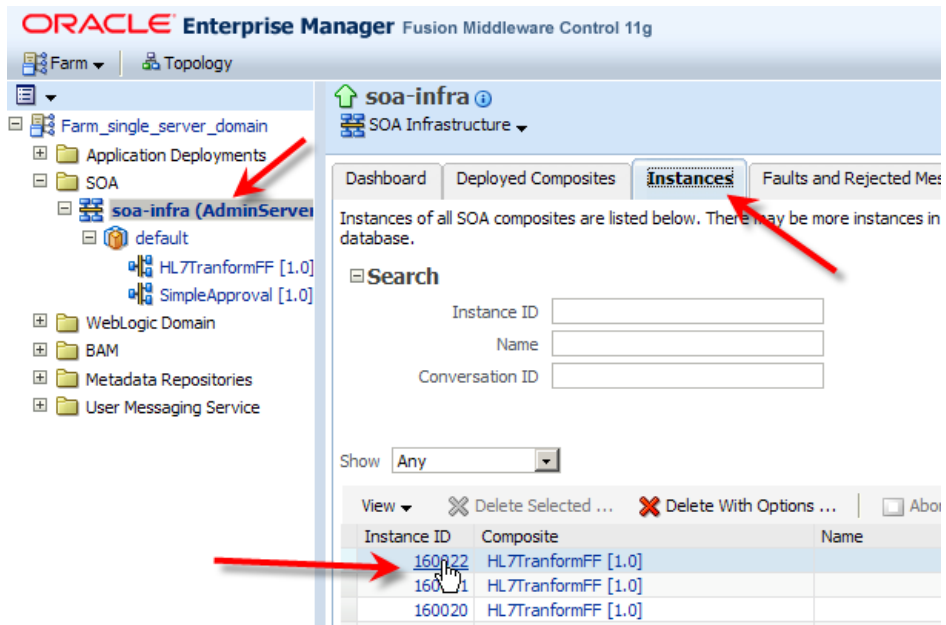 ORACLE Enterprise Manager Fusion Middleware Control 11g
Farm Topology
Farm_single_server_domain
Application Deployments
SOA
soa-infra (AdminServer
default
HL7TranformFF [1.0]
SimpleApproval [1.0]
WebLogic Domain
BAM
Metadata Repositories
User Messaging Service
soa-infra
SOA Infrastructure
Dashboard Deployed Composites Instances Faults and Rejected Mes
Instances of all SOA composites are listed below. There may be more instances in
database.
Search
Instance ID
Name
Conversation ID
Show Any
View Delete Selected ... Delete With Options ... Abor
Instance ID Composite Name
160022 HL7TranformFF [1.0]
HL7TranformFF [1.0]
160020 HL7TranformFF [1.0]